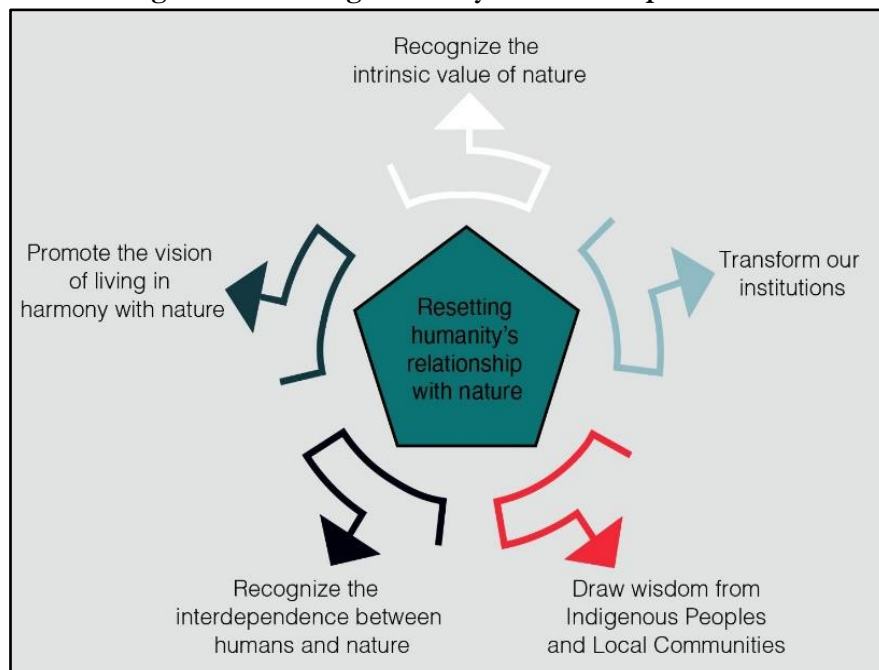 Recognize the
intrinsic value of nature
Promote the vision
of living in
harmony with nature
Resetting
humanity's
relationship
with nature
Transform our
institutions
Recognize the
interdependence between
humans and nature
Draw wisdom from
Indigenous Peoples
and Local Communities